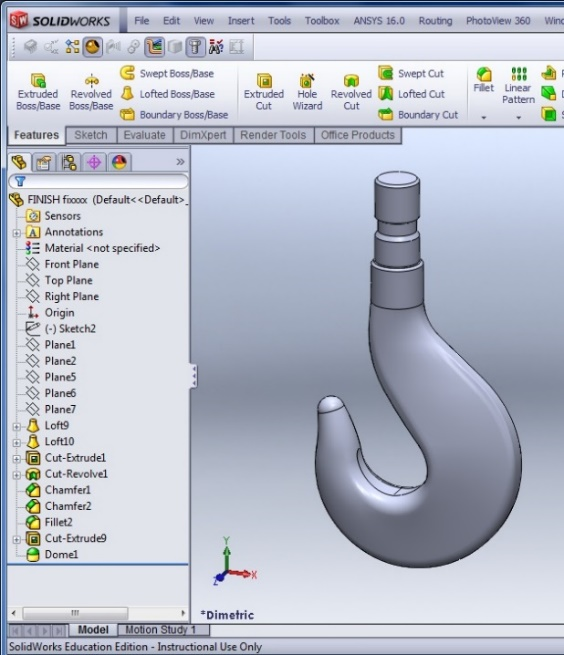 SOLIDWORKS File Edit View Insert Tools Toolbox ANSYS 16.0 Routing PhotoView 360
Extruded Boss/Base
Revolved Boss/Base
Swept Boss/Base
Lofted Boss/Base
Boundary Boss/Base
Extruded Cut
Hole Wizard
Revolved Cut
Swept Cut
Lofted Cut
Boundary Cut
Fillet
Linear Pattern
Features Sketch Evaluate DimXpert Render Tools Office Products
»
FINISH fixxxx (Default<<Default>_
Sensors
Annotations
Material <not specified>
Front Plane
Top Plane
Right Plane
Origin
(-) Sketch2
Plane1
Plane2
Plane5
Plane6
Plane7
Loft9
Loft10
Cut-Extrude1
Cut-Revolve1
Chamfer1
Chamfer2
Fillet2
Cut-Extrude9
Dome1
Y
X
Z
*Dimetric
Model Motion Study 1
SolidWorks Education Edition - Instructional Use Only